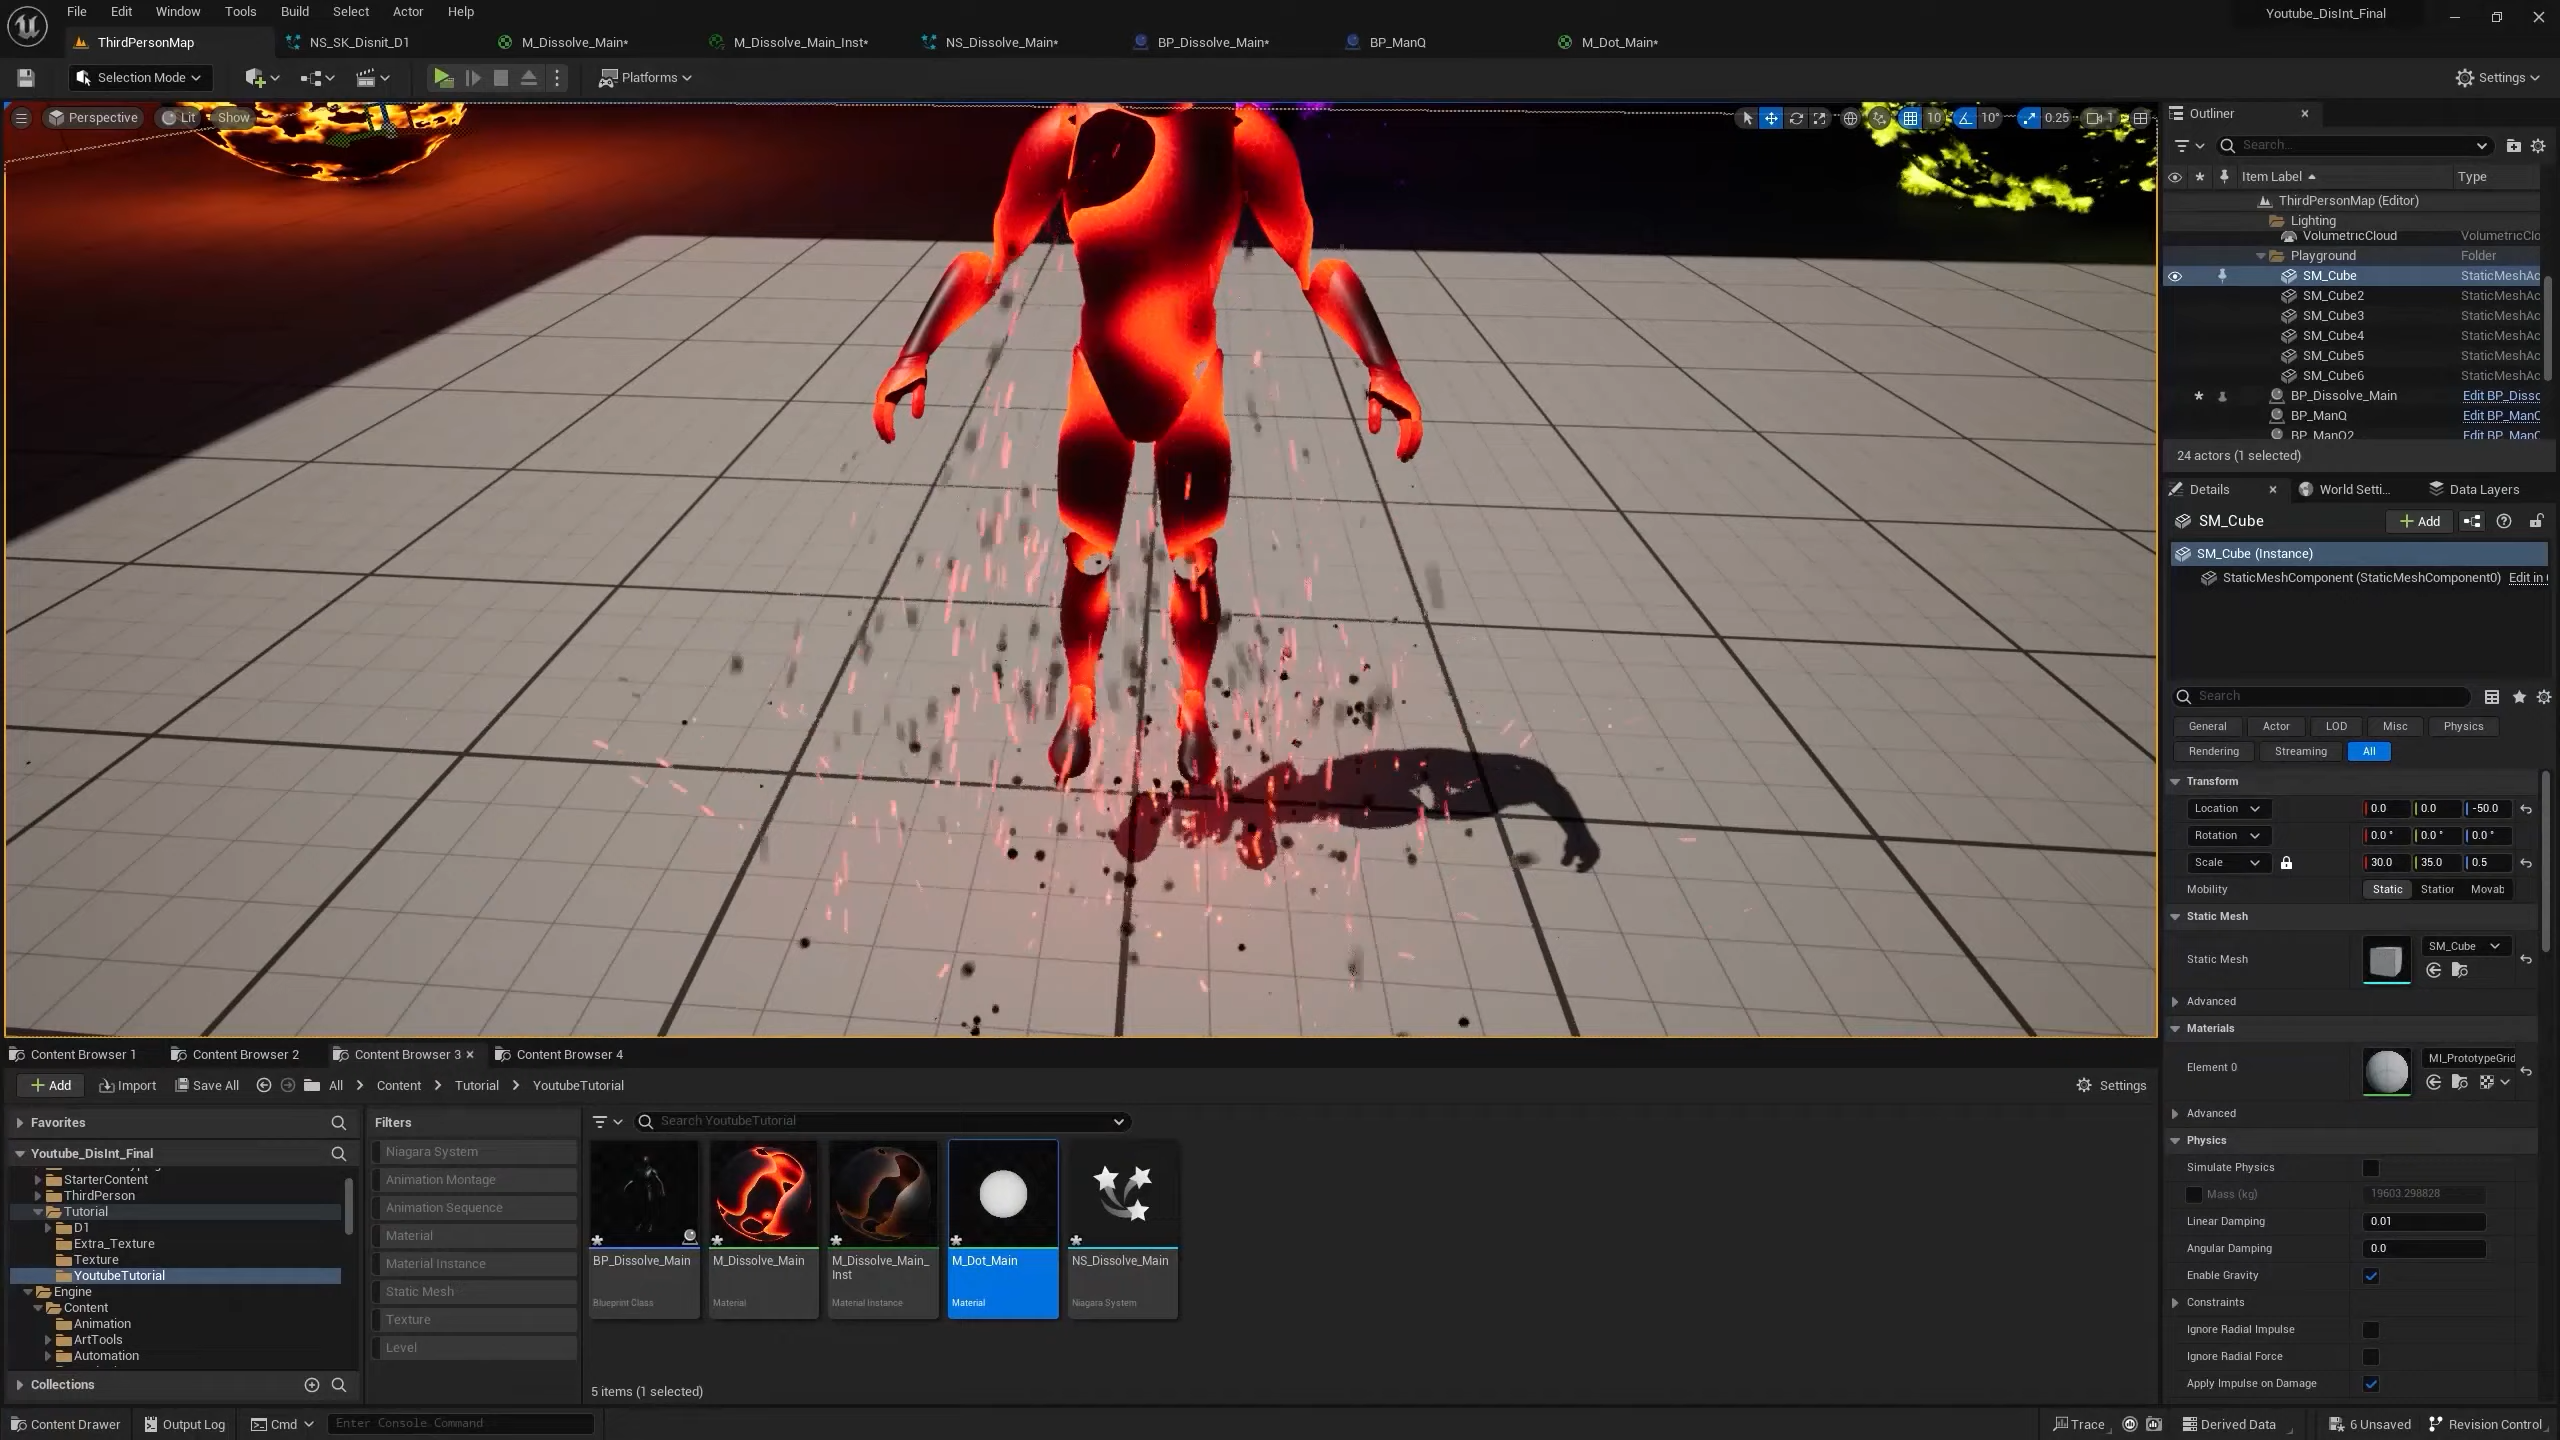 File Edit Window Tools Build Select Actor Help
Youtube_DisInt_Final
ThirdPersonMap NS_SK_Disnit_D1 M_Dissolve_Main* M_Dissolve_Main_Inst* NS_Dissolve_Main* BP_Dissolve_Main* BP_ManQ M_Dot_Main*
Selection Mode Platforms Settings
Perspective Lit Show 10 10° 0.25 1
Outliner
Search...
Item Label Type
ThirdPersonMap (Editor)
Lighting
VolumetricCloud VolumetricClo
Playground Folder
SM_Cube StaticMeshAc
SM_Cube2 StaticMeshAc
SM_Cube3 StaticMeshAc
SM_Cube4 StaticMeshAc
SM_Cube5 StaticMeshAc
SM_Cube6 StaticMeshAc
BP_Dissolve_Main Edit BP_Disso
BP_ManQ Edit BP_ManQ
BP_ManQ2 Edit BP_ManQ
24 actors (1 selected)
Details World Setti... Data Layers
SM_Cube Add
SM_Cube (Instance)
StaticMeshComponent (StaticMeshComponent0) Edit in
Search
General Actor LOD Misc Physics
Rendering Streaming All
Transform
Location 0.0 0.0 -50.0
Rotation 0.0 ° 0.0 ° 0.0 °
Scale 30.0 35.0 0.5
Mobility Static Station Movab
Static Mesh
Static Mesh SM_Cube
Advanced
Materials
Element 0 MI_PrototypeGrid
Advanced
Physics
Simulate Physics
Mass (kg) 19603.298828
Linear Damping 0.01
Angular Damping 0.0
Enable Gravity
Constraints
Ignore Radial Impulse
Ignore Radial Force
Apply Impulse on Damage
Content Browser 1 Content Browser 2 Content Browser 3 Content Browser 4
Add Import Save All All Content Tutorial YoutubeTutorial Settings
Favorites
Youtube_DisInt_Final
StarterContent
ThirdPerson
Tutorial
D1
Extra_Texture
Texture
YoutubeTutorial
Engine
Content
Animation
ArtTools
Automation
Collections
Filters
Niagara System
Animation Montage
Animation Sequence
Material
Material Instance
Static Mesh
Texture
Level
Search YoutubeTutorial
BP_Dissolve_Main
Blueprint Class
M_Dissolve_Main
Material
M_Dissolve_Main_
Inst
Material Instance
M_Dot_Main
Material
NS_Dissolve_Main
Niagara System
5 items (1 selected)
Content Drawer Output Log Cmd Enter Console Command Trace Derived Data 6 Unsaved Revision Control